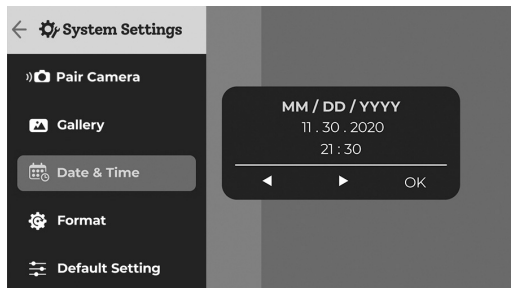 System Settings
Pair Camera
Gallery
Date & Time
Format
Default Setting
MM / DD / YYYY
11 . 30 . 2020
21 : 30
OK